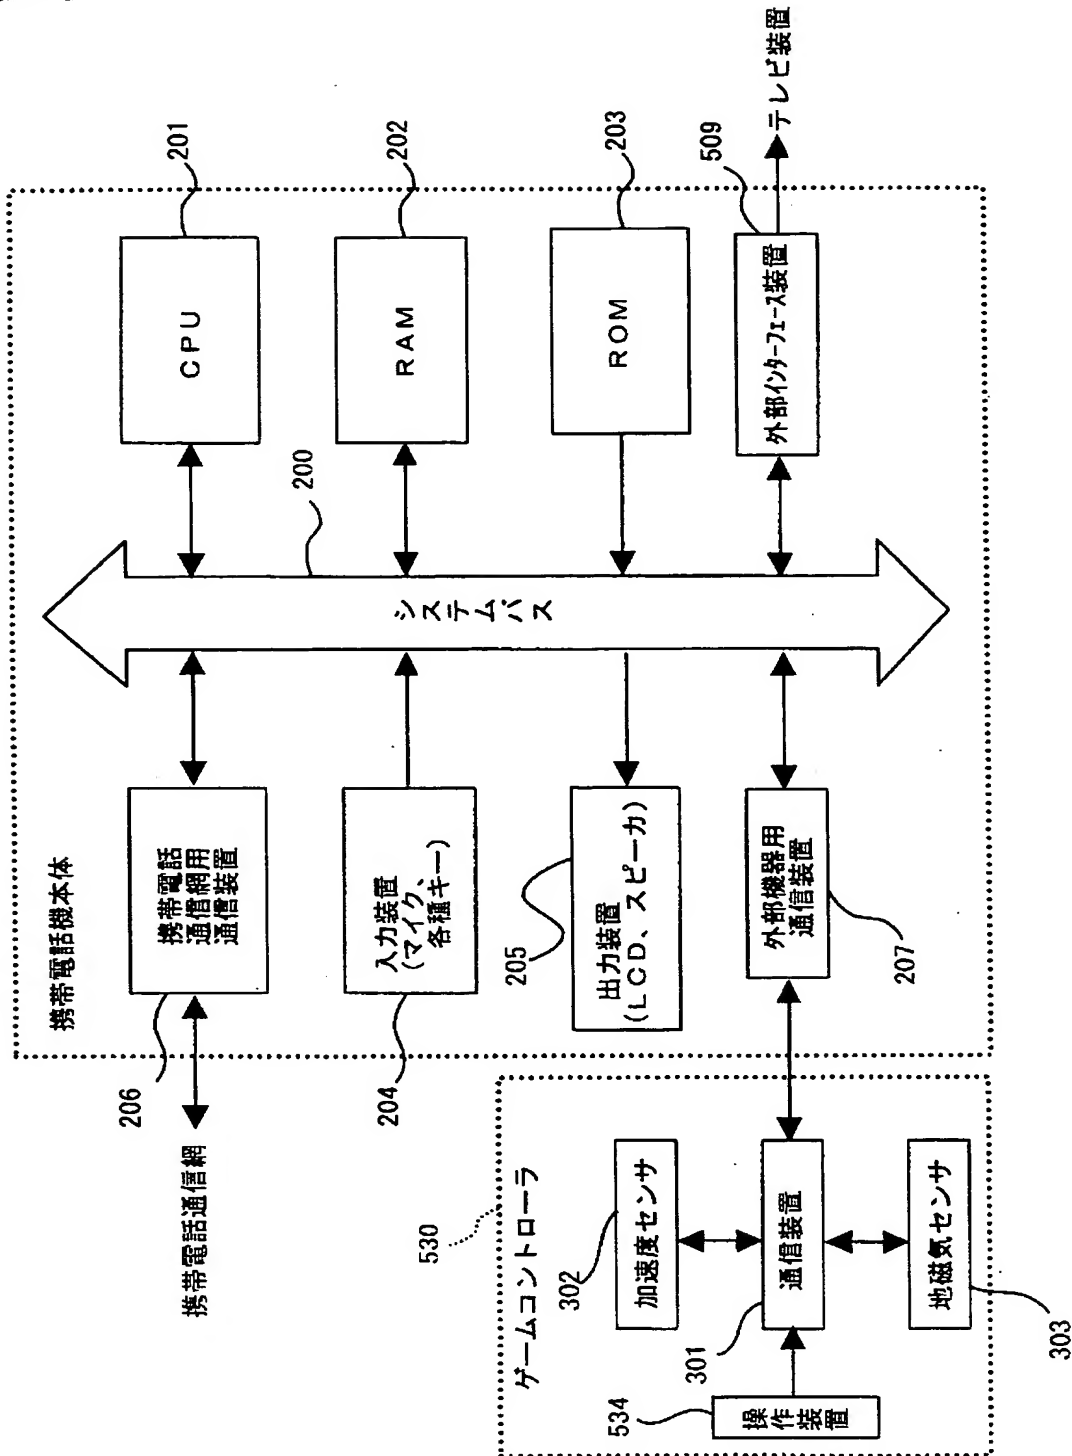 携帯電話機本体
携帯電話通信網
206
携帯電話
通信網用
通信装置
204
入力装置
(マイク、
各種キー)
205
出力装置
(LCD、スピーカ)
207
外部機器用
通信装置
システムバス
200
CPU
201
RAM
202
ROM
203
外部インターフェース装置
509
テレビ装置
ゲームコントローラ
530
加速度センサ
302
通信装置
301
地磁気センサ
303
操作装置
534